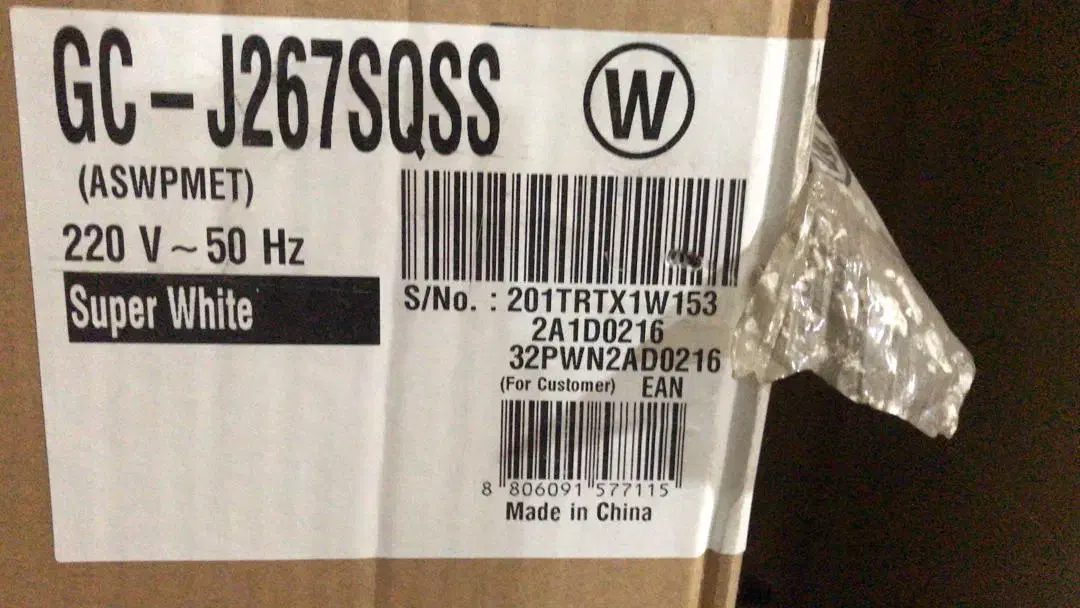 GC-J267SQSS
W
(ASWPMET)
220 V ~ 50 Hz
Super White
S/No. : 201TRTX1W153
2A1D0216
32PWN2AD0216
(For Customer) EAN
8 806091 577115
Made in China